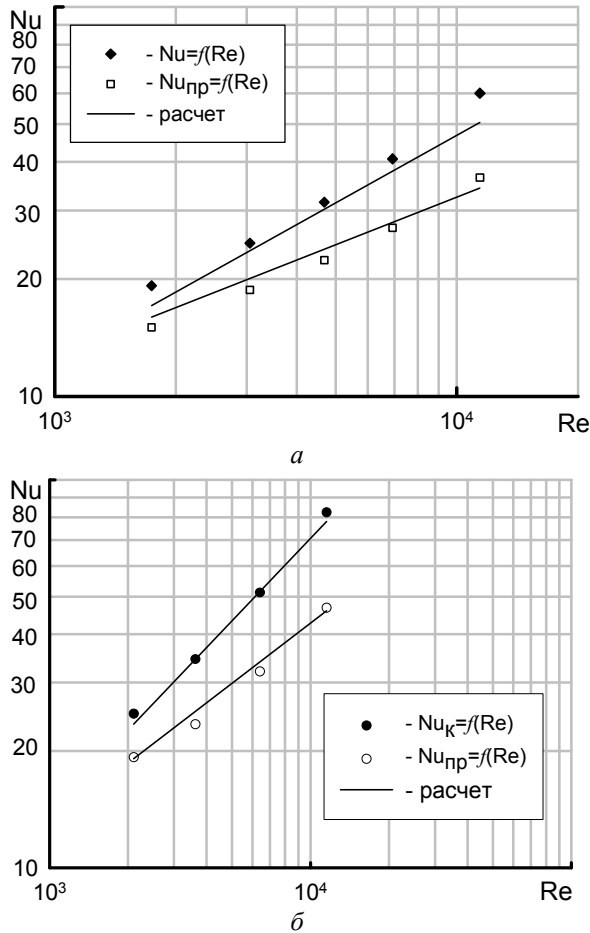 Nu
80
70
60
50
40
30
20
10
- Nu=f(Re)
- Nuпр=f(Re)
- расчет
10³ 10⁴ Re
а
Nu
80
70
60
50
40
30
20
10
- Nuк=f(Re)
- Nuпр=f(Re)
- расчет
10³ 10⁴ Re
б